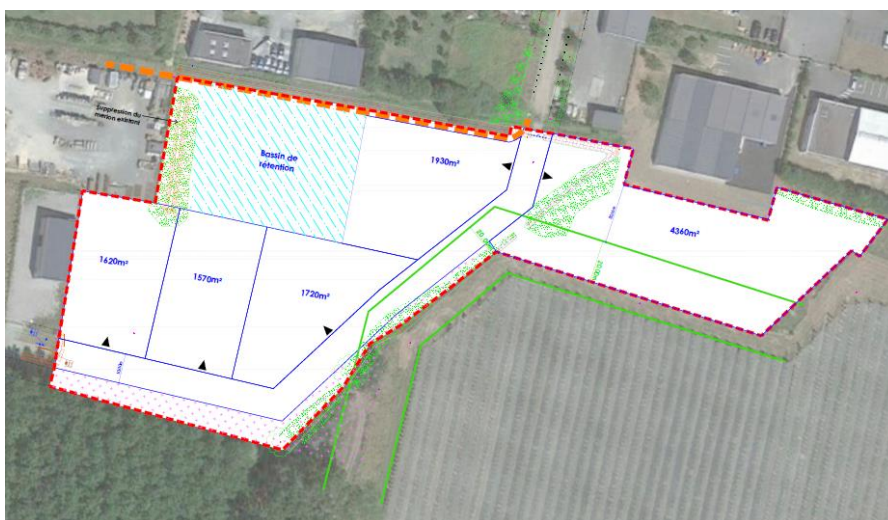 Suppression du
merlon existant
Bassin de
rétention
1930m²
4360m²
1620m²
1570m²
1720m²